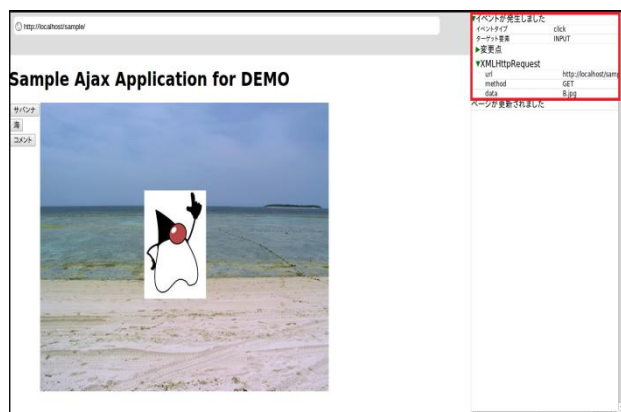 http://localhost/sample/
Sample Ajax Application for DEMO
サバンナ
海
コメント
▼イベントが発生しました
イベントタイプ click
ターゲット要素 INPUT
▶変更点
▼XMLHttpRequest
url http://localhost/samp
method GET
data B.jpg
ページが更新されました